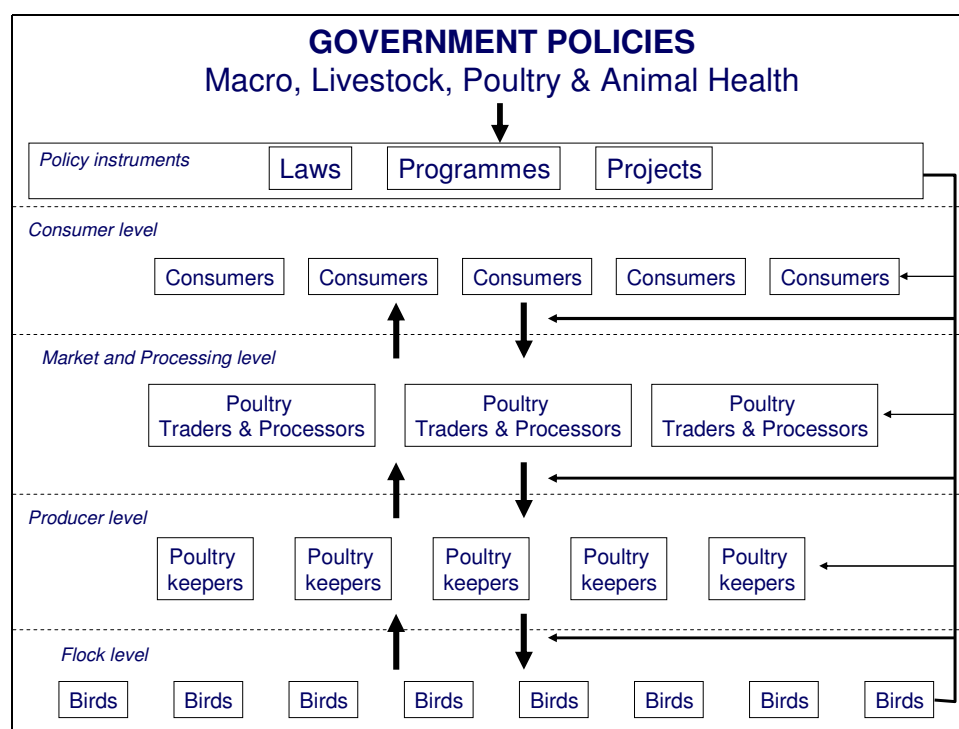 GOVERNMENT POLICIES
Macro, Livestock, Poultry & Animal Health
Policy instruments
Laws Programmes Projects
Consumer level
Consumers Consumers Consumers Consumers Consumers
Market and Processing level
Poultry Poultry Poultry
Traders & Processors Traders & Processors Traders & Processors
Producer level
Poultry Poultry Poultry Poultry Poultry
keepers keepers keepers keepers keepers
Flock level
Birds Birds Birds Birds Birds Birds Birds Birds